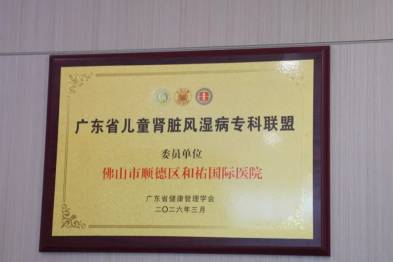 广东省儿童肾脏风湿病专科联盟
委员单位
佛山市顺德区和祐国际医院
广东省健康管理学会
二〇二六年三月